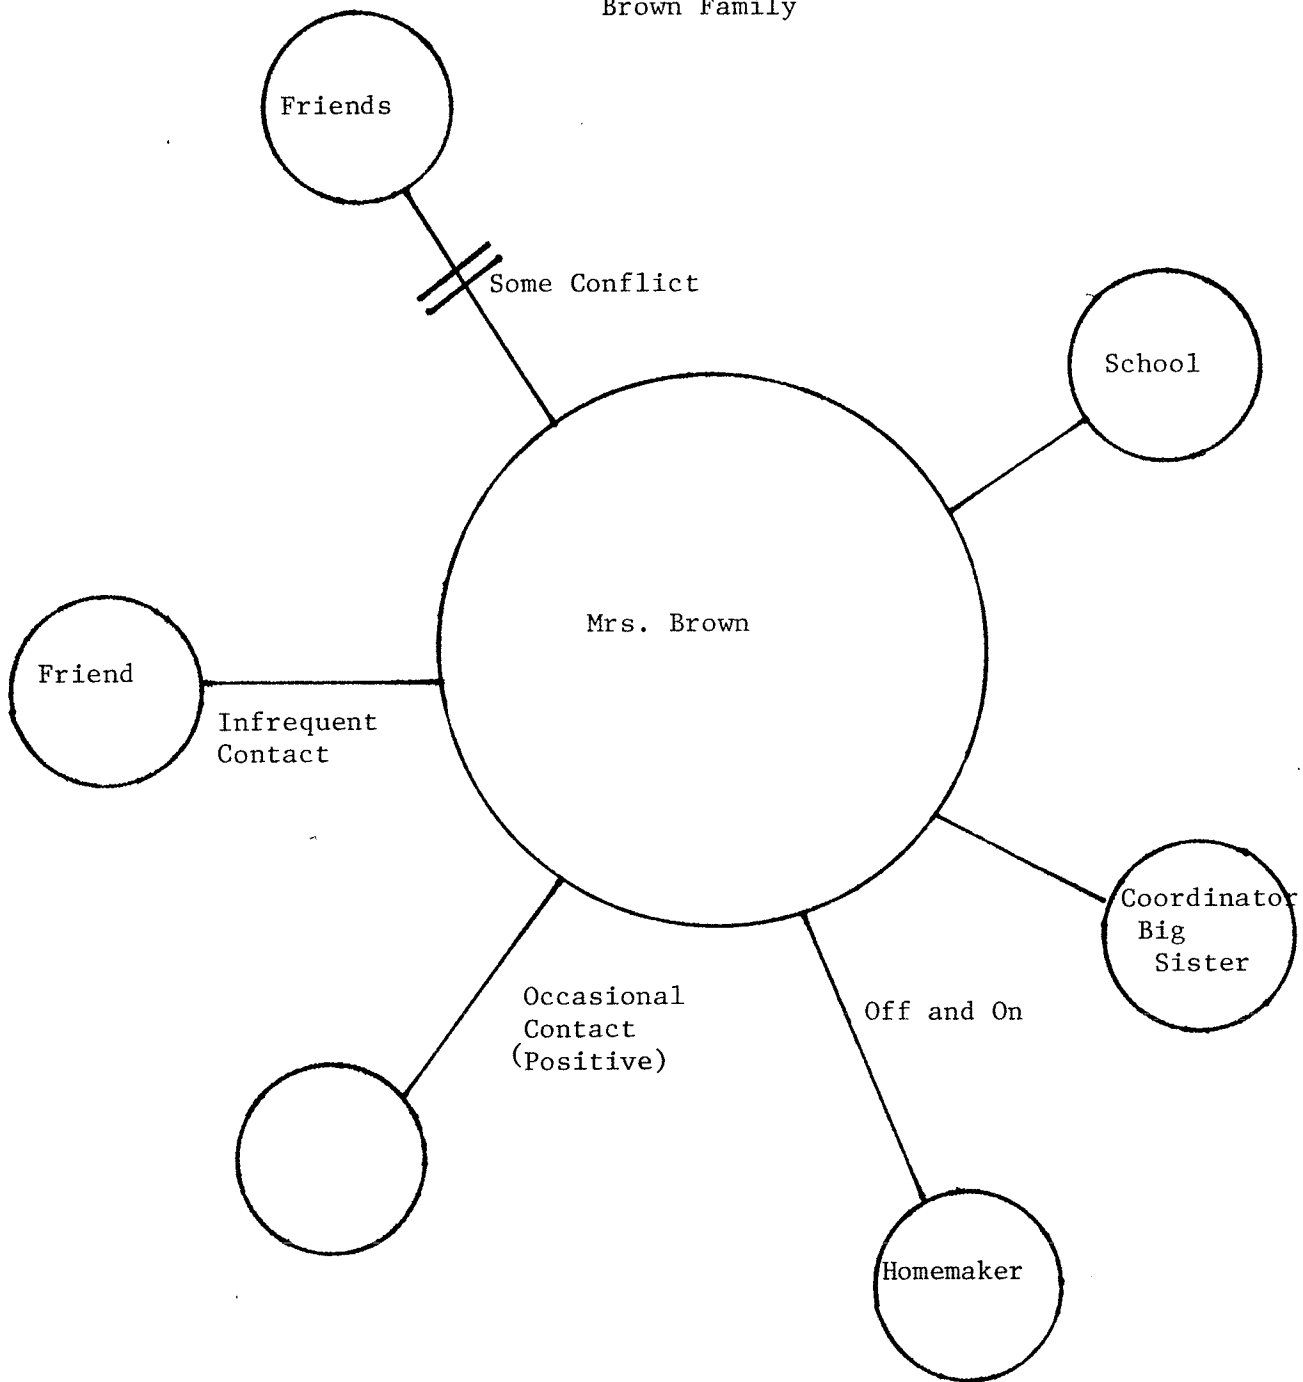 Brown Family
Friends
Some Conflict
School
Mrs. Brown
Friend
Infrequent
Contact
Coordinator
Big
Sister
Occasional
Contact
(Positive)
Off and On
Homemaker